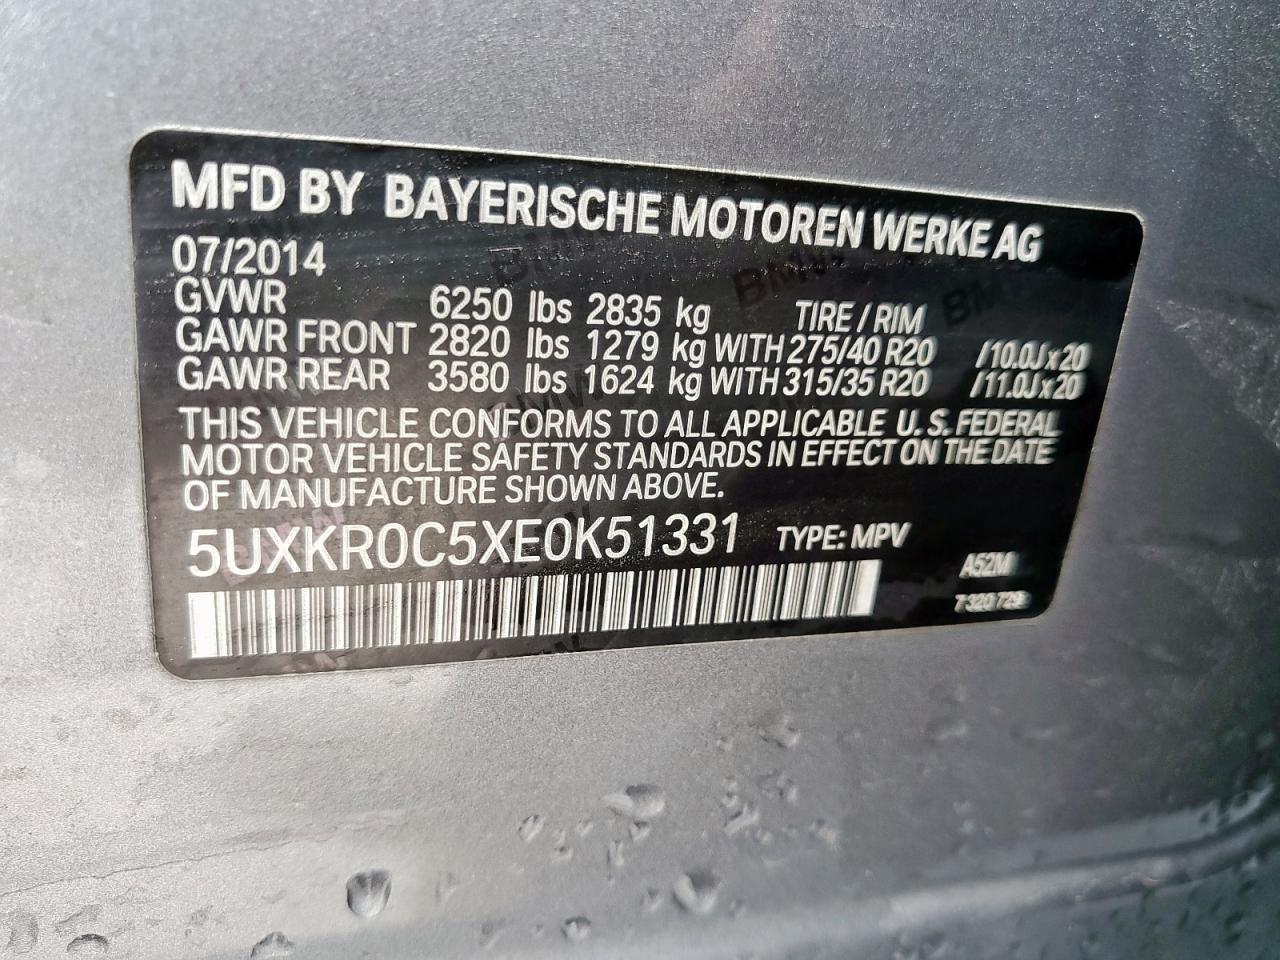 MFD BY BAYERISCHE MOTOREN WERKE AG
07/2014
GVWR 6250 lbs 2835 kg TIRE / RIM
GAWR FRONT 2820 lbs 1279 kg WITH 275/40 R20 /10.0Jx20
GAWR REAR 3580 lbs 1624 kg WITH 315/35 R20 /11.0Jx20
THIS VEHICLE CONFORMS TO ALL APPLICABLE U.S. FEDERAL
MOTOR VEHICLE SAFETY STANDARDS IN EFFECT ON THE DATE
OF MANUFACTURE SHOWN ABOVE.
5UXKR0C5XE0K51331 TYPE: MPV
A52M
7 320 729